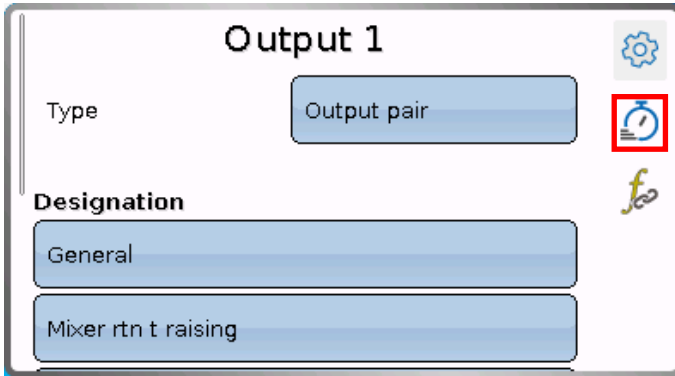 Output 1
Type
Output pair
Designation
General
Mixer rtn t raising